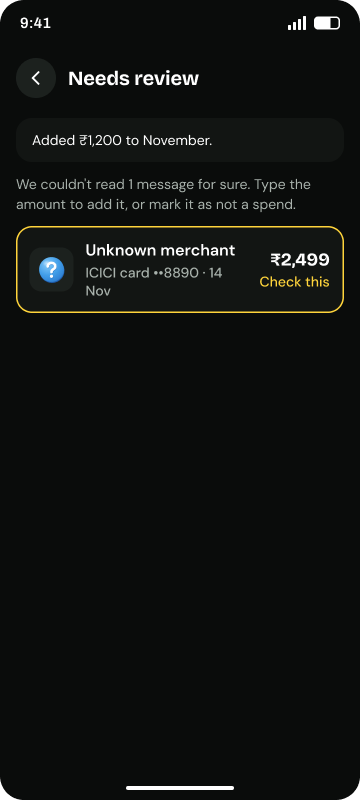 9:41
Needs review
Added ₹1,200 to November.
We couldn't read 1 message for sure. Type the
amount to add it, or mark it as not a spend.
Unknown merchant
ICICI card ••8890 · 14
Nov
₹2,499
Check this